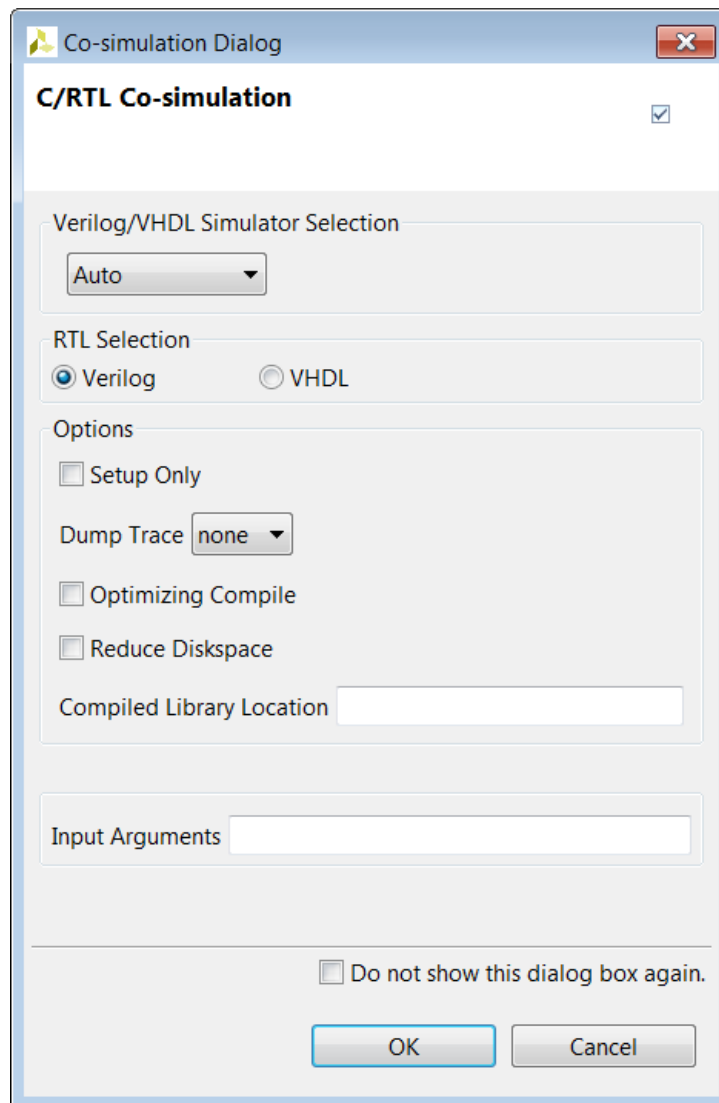 Co-simulation Dialog
C/RTL Co-simulation
Verilog/VHDL Simulator Selection
Auto
RTL Selection
Verilog VHDL
Options
Setup Only
Dump Trace none
Optimizing Compile
Reduce Diskspace
Compiled Library Location
Input Arguments
Do not show this dialog box again.
OK Cancel